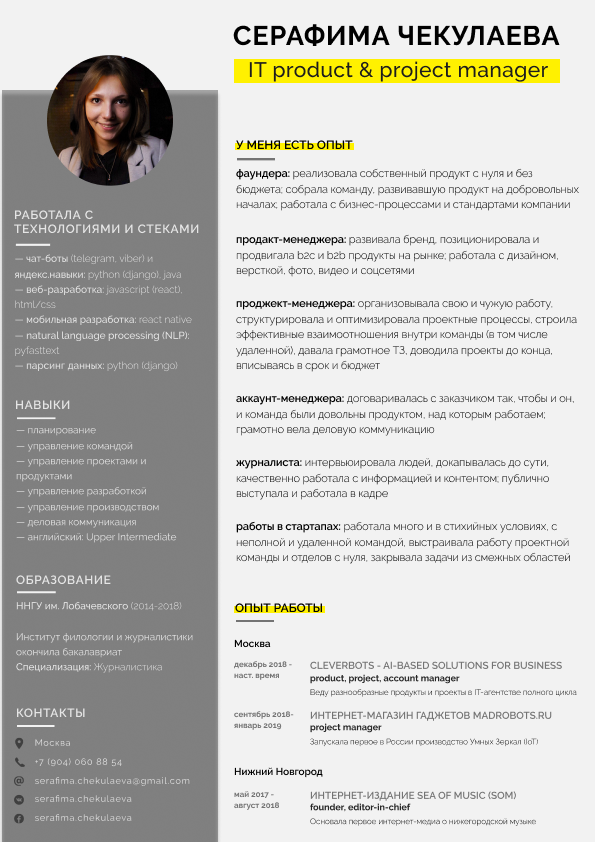 СЕРАФИМА ЧЕКУЛАЕВА
IT product & project manager
РАБОТАЛА С
ТЕХНОЛОГИЯМИ И СТЕКАМИ
— чат-боты (telegram, viber) и
яндекс.навыки: python (django), java
— веб-разработка: javascript (react),
html/css
— мобильная разработка: react native
— natural language processing (NLP):
pyfasttext
— парсинг данных: python (django)
НАВЫКИ
— планирование
— управление командой
— управление проектами и
продуктами
— управление разработкой
— управление производством
— деловая коммуникация
— английский: Upper Intermediate
ОБРАЗОВАНИЕ
ННГУ им. Лобачевского (2014-2018)
Институт филологии и журналистики
окончила бакалавриат
Специализация: Журналистика
КОНТАКТЫ
Москва
+7 (904) 060 88 54
serafima.chekulaeva@gmail.com
serafima.chekulaeva
serafima.chekulaeva
У МЕНЯ ЕСТЬ ОПЫТ
фаундера: реализовала собственный продукт с нуля и без
бюджета; собрала команду, развивавшую продукт на добровольных
началах; работала с бизнес-процессами и стандартами компании
продакт-менеджера: развивала бренд, позиционировала и
продвигала b2c и b2b продукты на рынке; работала с дизайном,
версткой, фото, видео и соцсетями
проджект-менеджера: организовывала свою и чужую работу,
структурировала и оптимизировала проектные процессы, строила
эффективные взаимоотношения внутри команды (в том числе
удаленной), давала грамотное ТЗ, доводила проекты до конца,
вписываясь в срок и бюджет
аккаунт-менеджера: договаривалась с заказчиком так, чтобы и он,
и команда были довольны продуктом, над которым работаем;
грамотно вела деловую коммуникацию
журналиста: интервьюировала людей, докапывалась до сути,
качественно работала с информацией и контентом; публично
выступала и работала в кадре
работы в стартапах: работала много и в стихийных условиях, с
неполной и удаленной командой, выстраивала работу проектной
команды и отделов с нуля, закрывала задачи из смежных областей
ОПЫТ РАБОТЫ
Москва
декабрь 2018 -
наст. время
CLEVERBOTS - AI-BASED SOLUTIONS FOR BUSINESS
product, project, account manager
Веду разнообразные продукты и проекты в IT-агентстве полного цикла
сентябрь 2018-
январь 2019
ИНТЕРНЕТ-МАГАЗИН ГАДЖЕТОВ MADROBOTS.RU
project manager
Запускала первое в России производство Умных Зеркал (IoT)
Нижний Новгород
май 2017 -
август 2018
ИНТЕРНЕТ-ИЗДАНИЕ SEA OF MUSIC (SOM)
founder, editor-in-chief
Основала первое интернет-медиа о нижегородской музыке